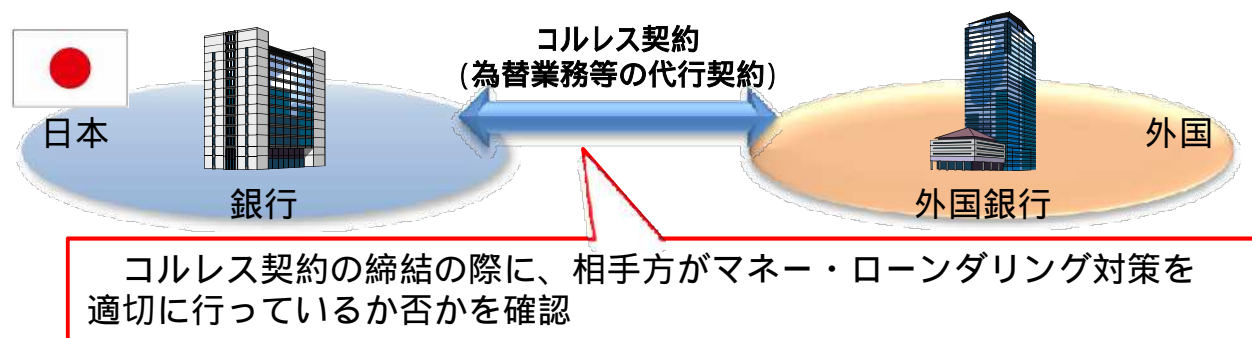 コルレス契約
(為替業務等の代行契約)
日本
外国
銀行
外国銀行
コルレス契約の締結の際に、相手方がマネー・ローンダリング対策を
適切に行っているか否かを確認